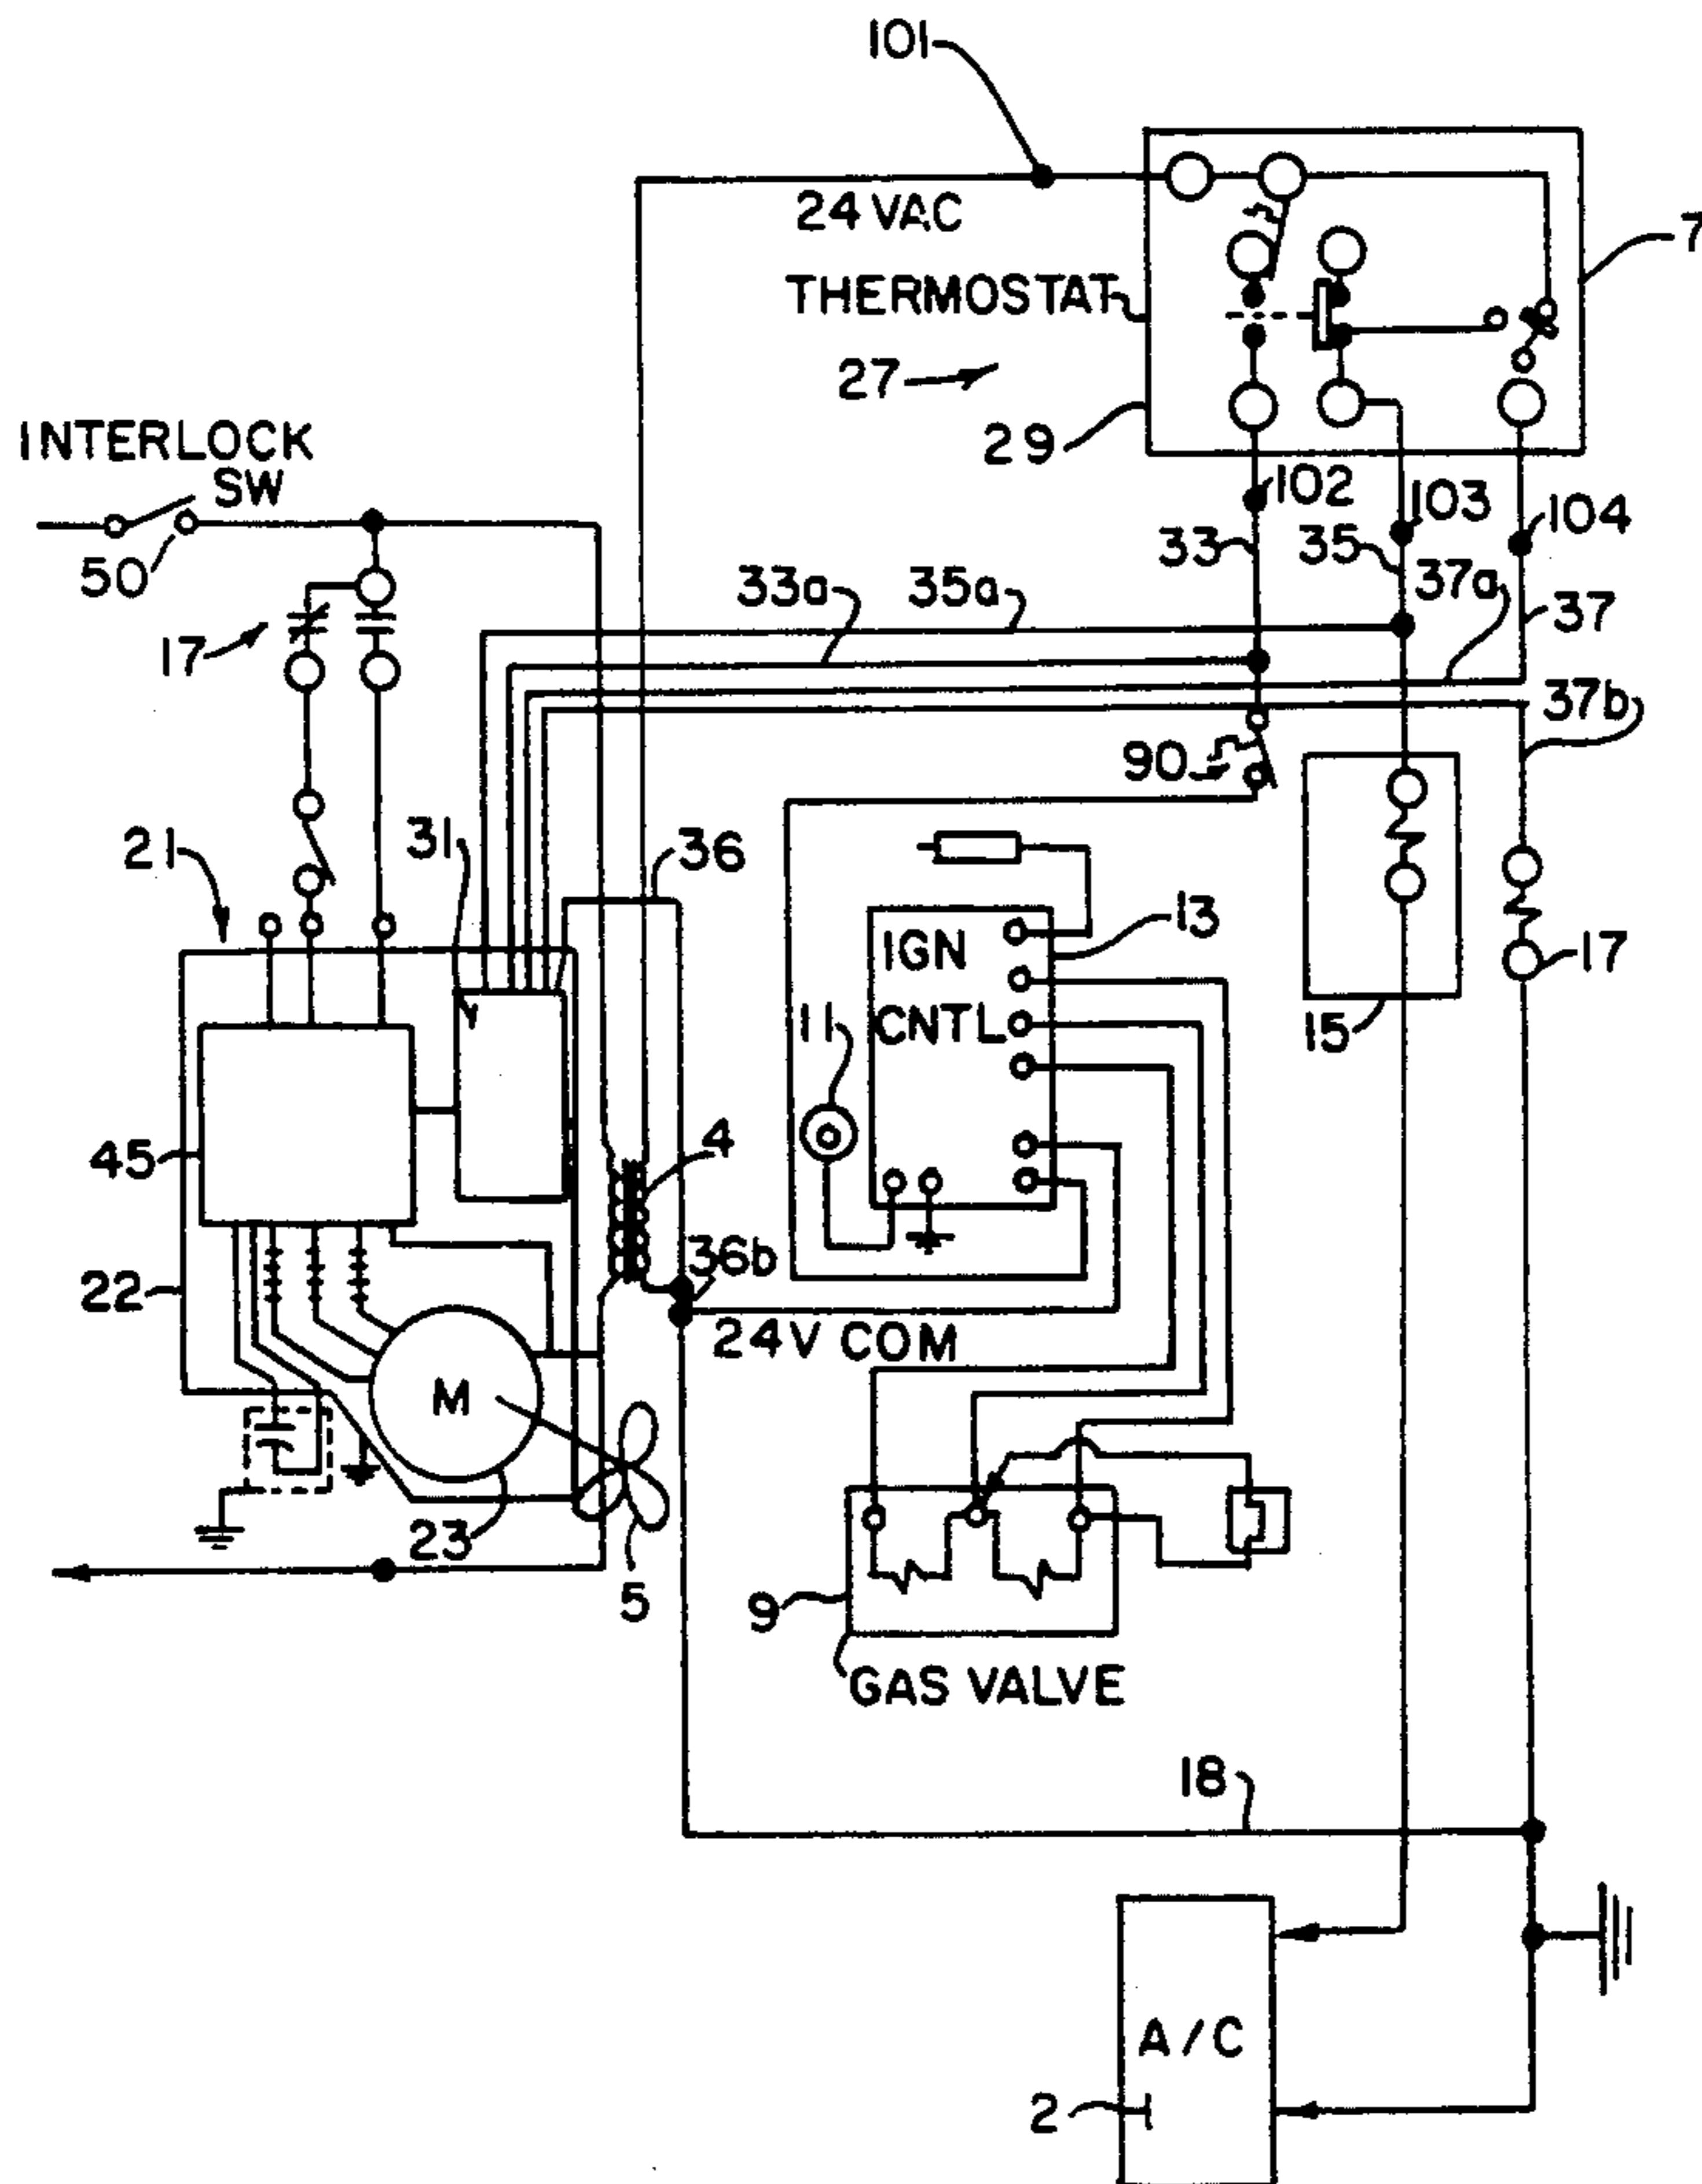 101
24 VAC
7
THERMOSTAT
27
29
INTERLOCK
SW
50
102
103
104
33
35
37a
33a
35a
37
17
37b
90
21
31
36
IGN
13
17
CNTL
11
15
45
4
36b
22
24V COM
M
23
5
9
GAS VALVE
18
A/C
2